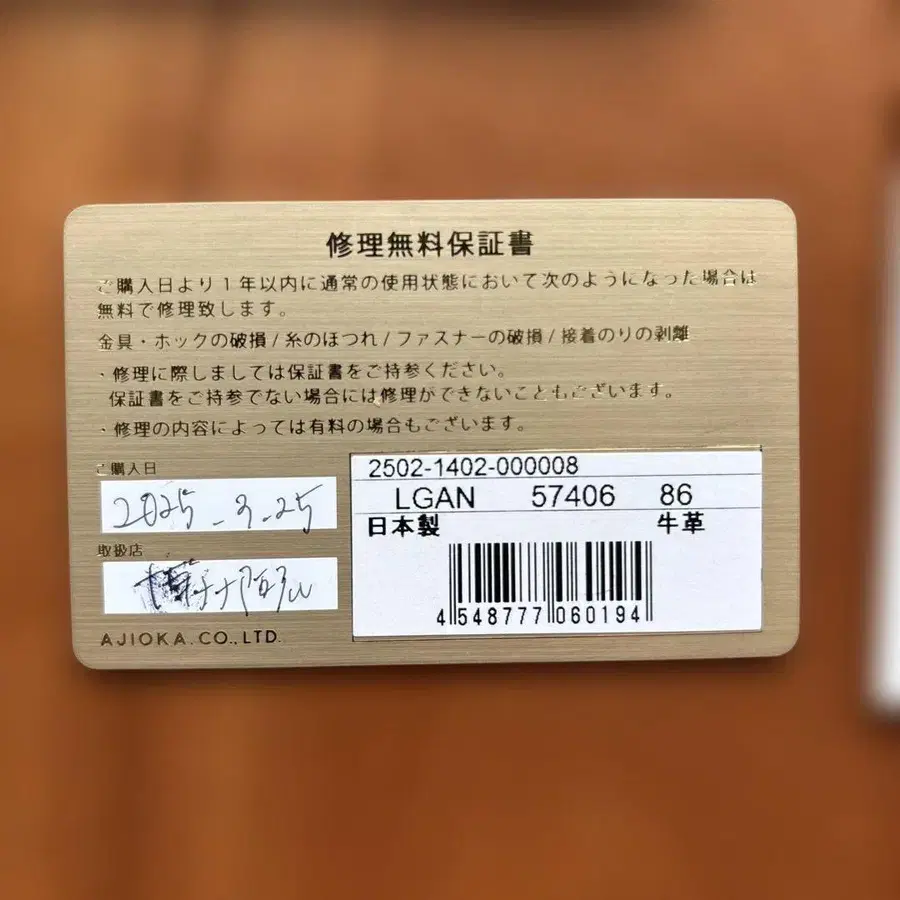 修理無料保証書
ご購入日より1年以内に通常の使用状態において次のようになった場合は
無料で修理致します。
金具・ホックの破損/糸のほつれ/ファスナーの破損/接着のりの剥離
・修理に際しましては保証書をご持参ください。
保証書をご持参でない場合には修理ができないこともございます。
・修理の内容によっては有料の場合もございます。
ご購入日
2025-3-25
取扱店
AJIOKA.CO.,LTD.
2502-1402-000008
LGAN 57406 86
日本製 牛革
4548777060194